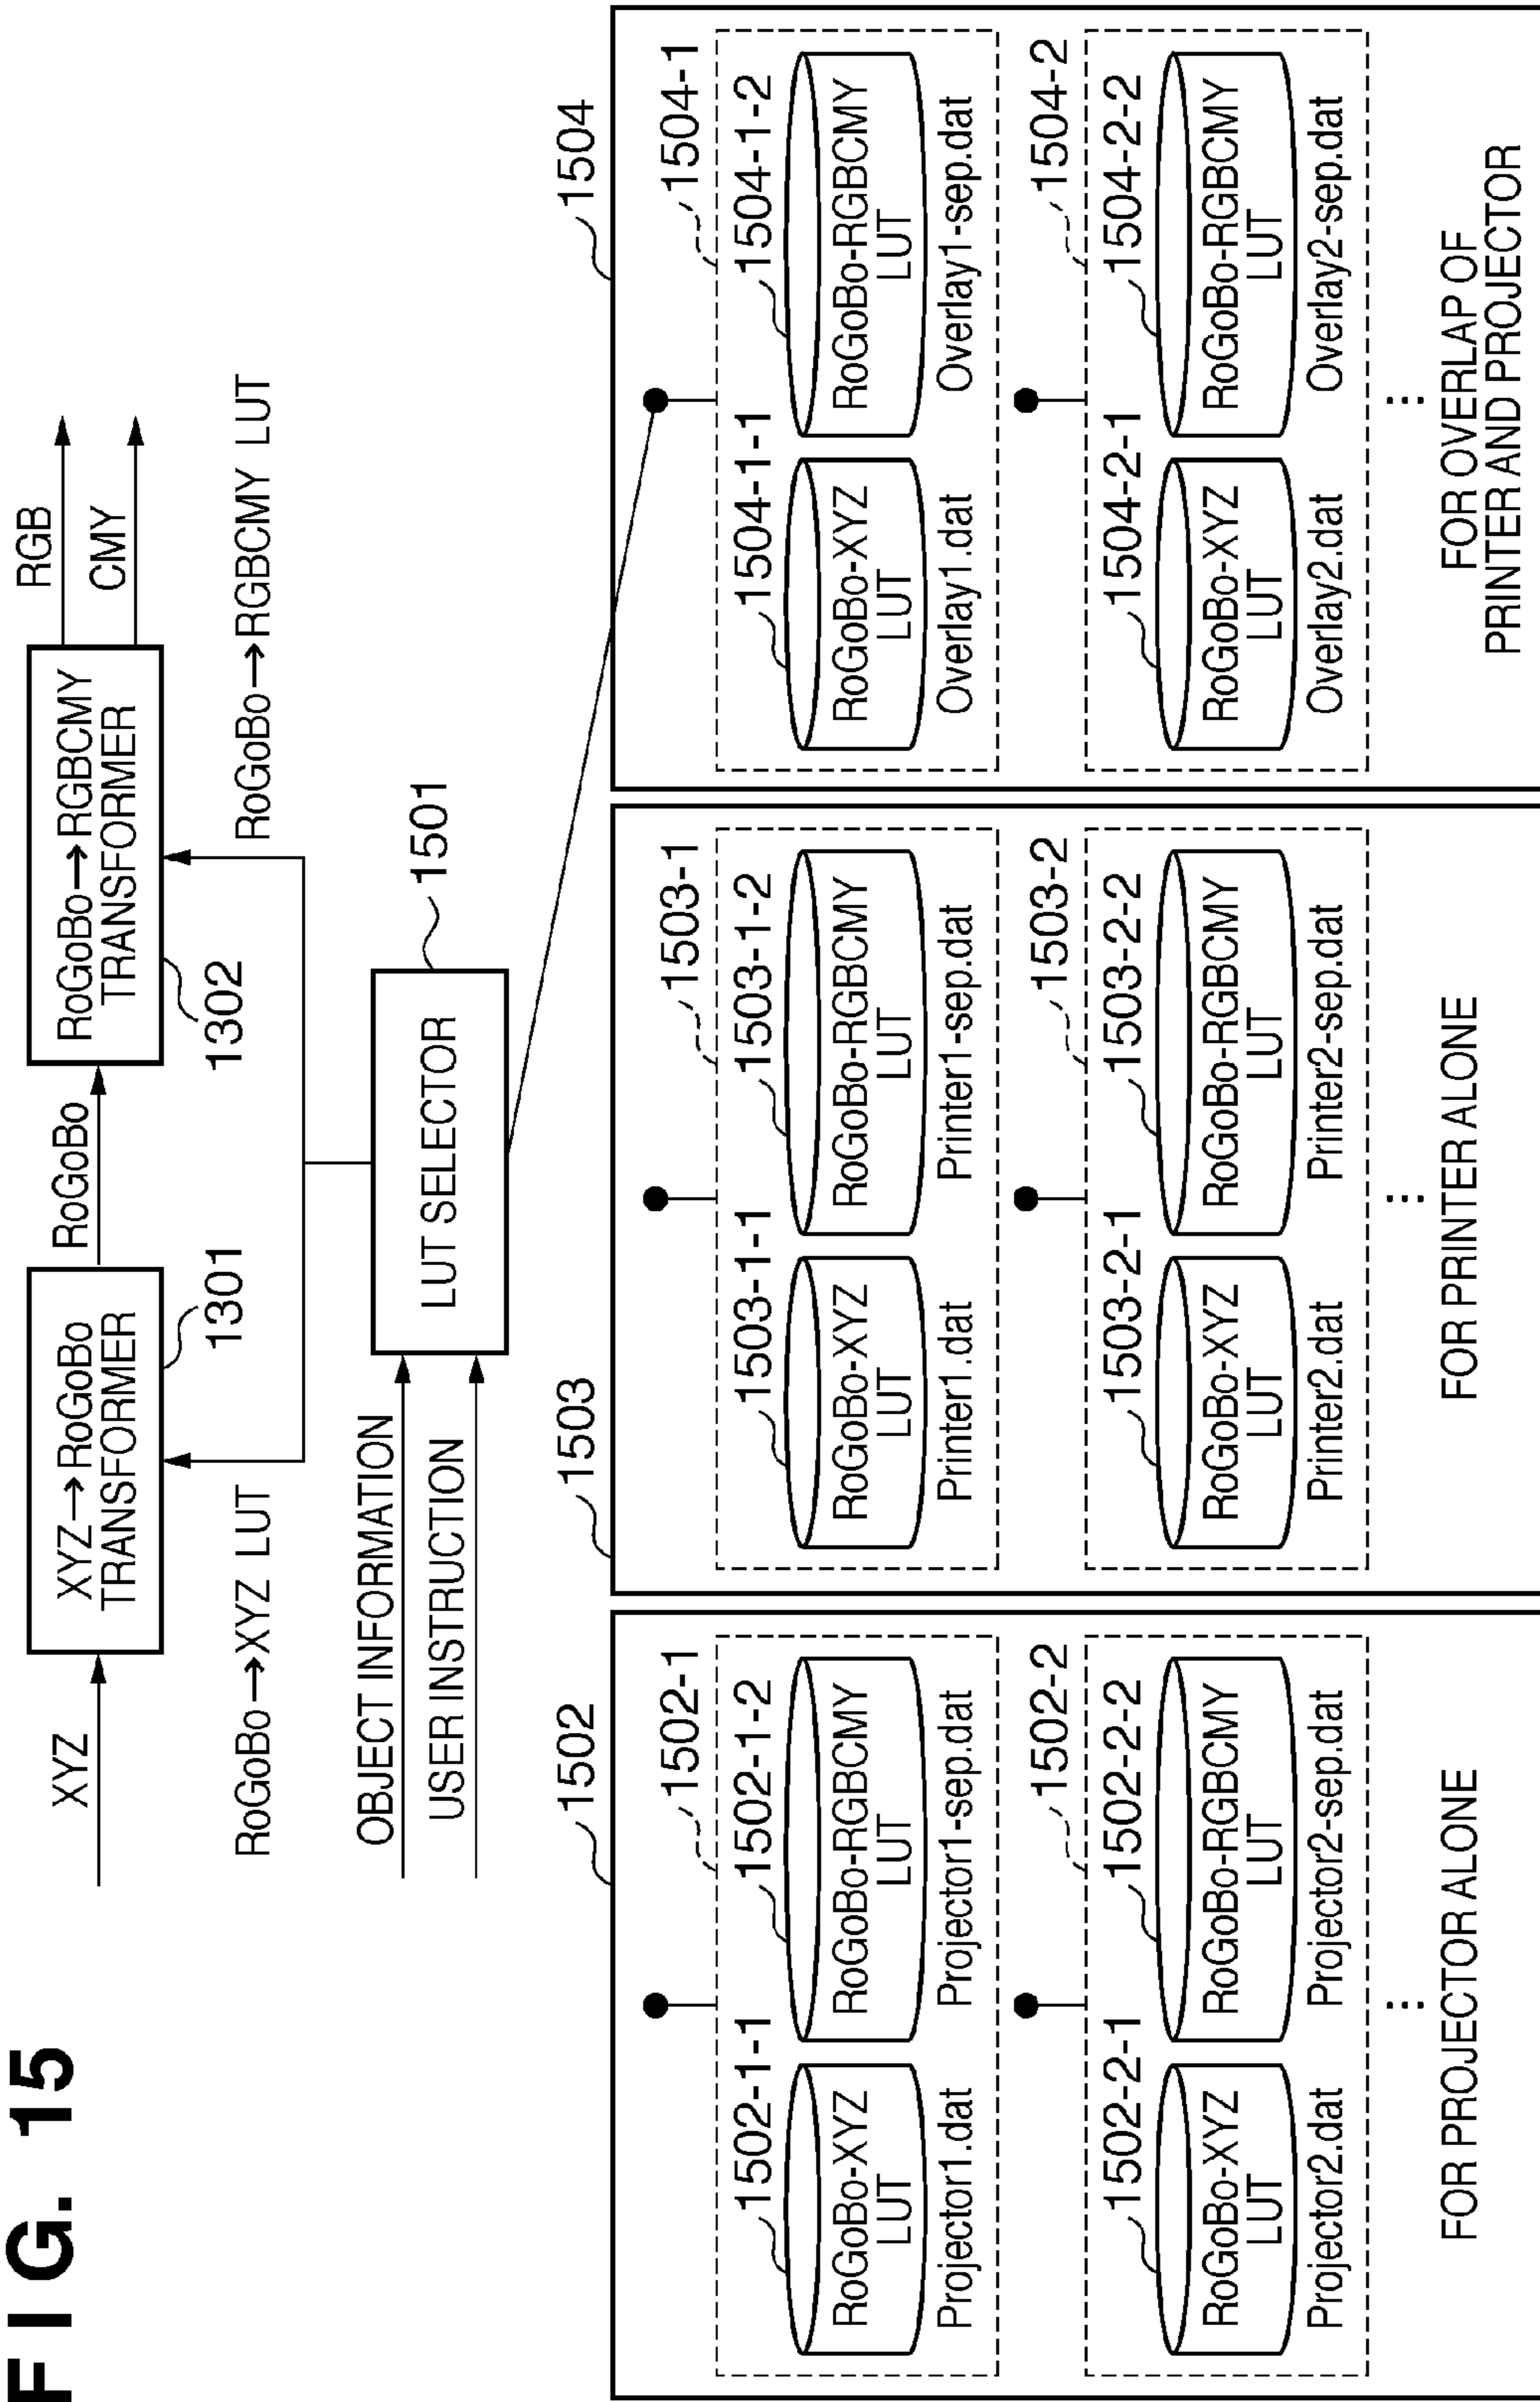 FIG. 15
XYZ
XYZ→RoGoBo
TRANSFORMER
1301
RoGoBo
RoGoBo→RGBCMY
TRANSFORMER
1302
RGB
CMY
RoGoBo→XYZ LUT
RoGoBo→RGBCMY LUT
OBJECT INFORMATION
USER INSTRUCTION
LUT SELECTOR
1501
1502
1502-1
1502-1-1
1502-1-2
RoGoBo-XYZ
LUT
RoGoBo-RGBCMY
LUT
Projector1.dat
Projector1-sep.dat
1502-2
1502-2-1
1502-2-2
RoGoBo-XYZ
LUT
RoGoBo-RGBCMY
LUT
Projector2.dat
Projector2-sep.dat
FOR PROJECTOR ALONE
1503
1503-1
1503-1-1
1503-1-2
RoGoBo-XYZ
LUT
RoGoBo-RGBCMY
LUT
Printer1.dat
Printer1-sep.dat
1503-2
1503-2-1
1503-2-2
RoGoBo-XYZ
LUT
RoGoBo-RGBCMY
LUT
Printer2.dat
Printer2-sep.dat
FOR PRINTER ALONE
1504
1504-1
1504-1-1
1504-1-2
RoGoBo-XYZ
LUT
RoGoBo-RGBCMY
LUT
Overlay1.dat
Overlay1-sep.dat
1504-2
1504-2-1
1504-2-2
RoGoBo-XYZ
LUT
RoGoBo-RGBCMY
LUT
Overlay2.dat
Overlay2-sep.dat
FOR OVERLAP OF
PRINTER AND PROJECTOR